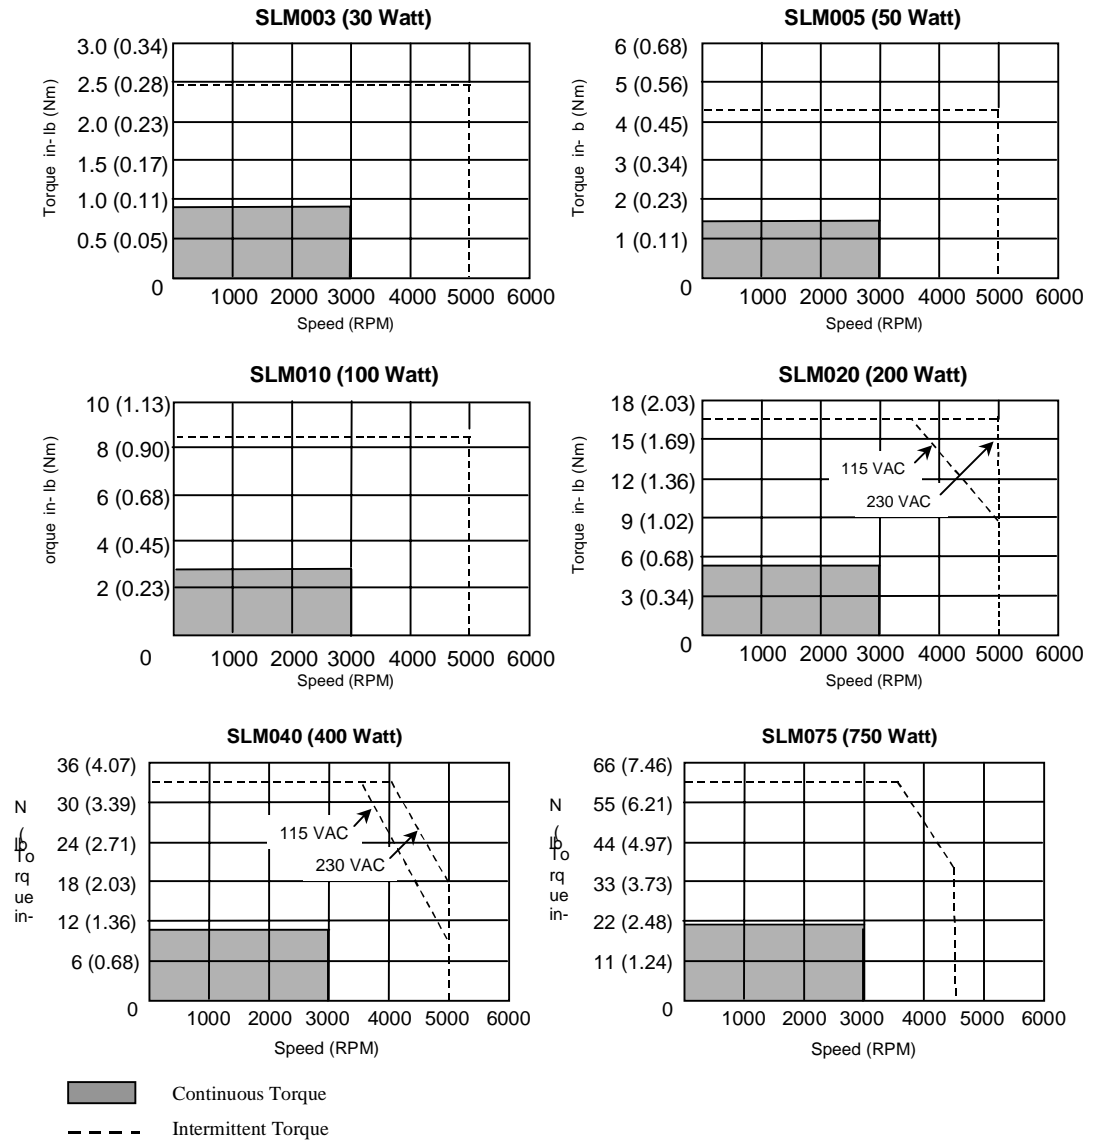 SLM003 (30 Watt)
3.0 (0.34)
2.5 (0.28)
2.0 (0.23)
1.5 (0.17)
1.0 (0.11)
0.5 (0.05)
0
Torque in- lb (Nm)
1000 2000 3000 4000 5000 6000
Speed (RPM)
SLM005 (50 Watt)
6 (0.68)
5 (0.56)
4 (0.45)
3 (0.34)
2 (0.23)
1 (0.11)
0
Torque in- b (Nm)
1000 2000 3000 4000 5000 6000
Speed (RPM)
SLM010 (100 Watt)
10 (1.13)
8 (0.90)
6 (0.68)
4 (0.45)
2 (0.23)
0
orque in- lb (Nm)
1000 2000 3000 4000 5000 6000
Speed (RPM)
SLM020 (200 Watt)
18 (2.03)
15 (1.69)
12 (1.36)
9 (1.02)
6 (0.68)
3 (0.34)
0
Torque in- lb (Nm)
115 VAC
230 VAC
1000 2000 3000 4000 5000 6000
Speed (RPM)
SLM040 (400 Watt)
36 (4.07)
30 (3.39)
24 (2.71)
18 (2.03)
12 (1.36)
6 (0.68)
0
N
(
lb
To
rq
ue
in-
115 VAC
230 VAC
1000 2000 3000 4000 5000 6000
Speed (RPM)
SLM075 (750 Watt)
66 (7.46)
55 (6.21)
44 (4.97)
33 (3.73)
22 (2.48)
11 (1.24)
0
N
(
lb
To
rq
ue
in-
1000 2000 3000 4000 5000 6000
Speed (RPM)
Continuous Torque
Intermittent Torque